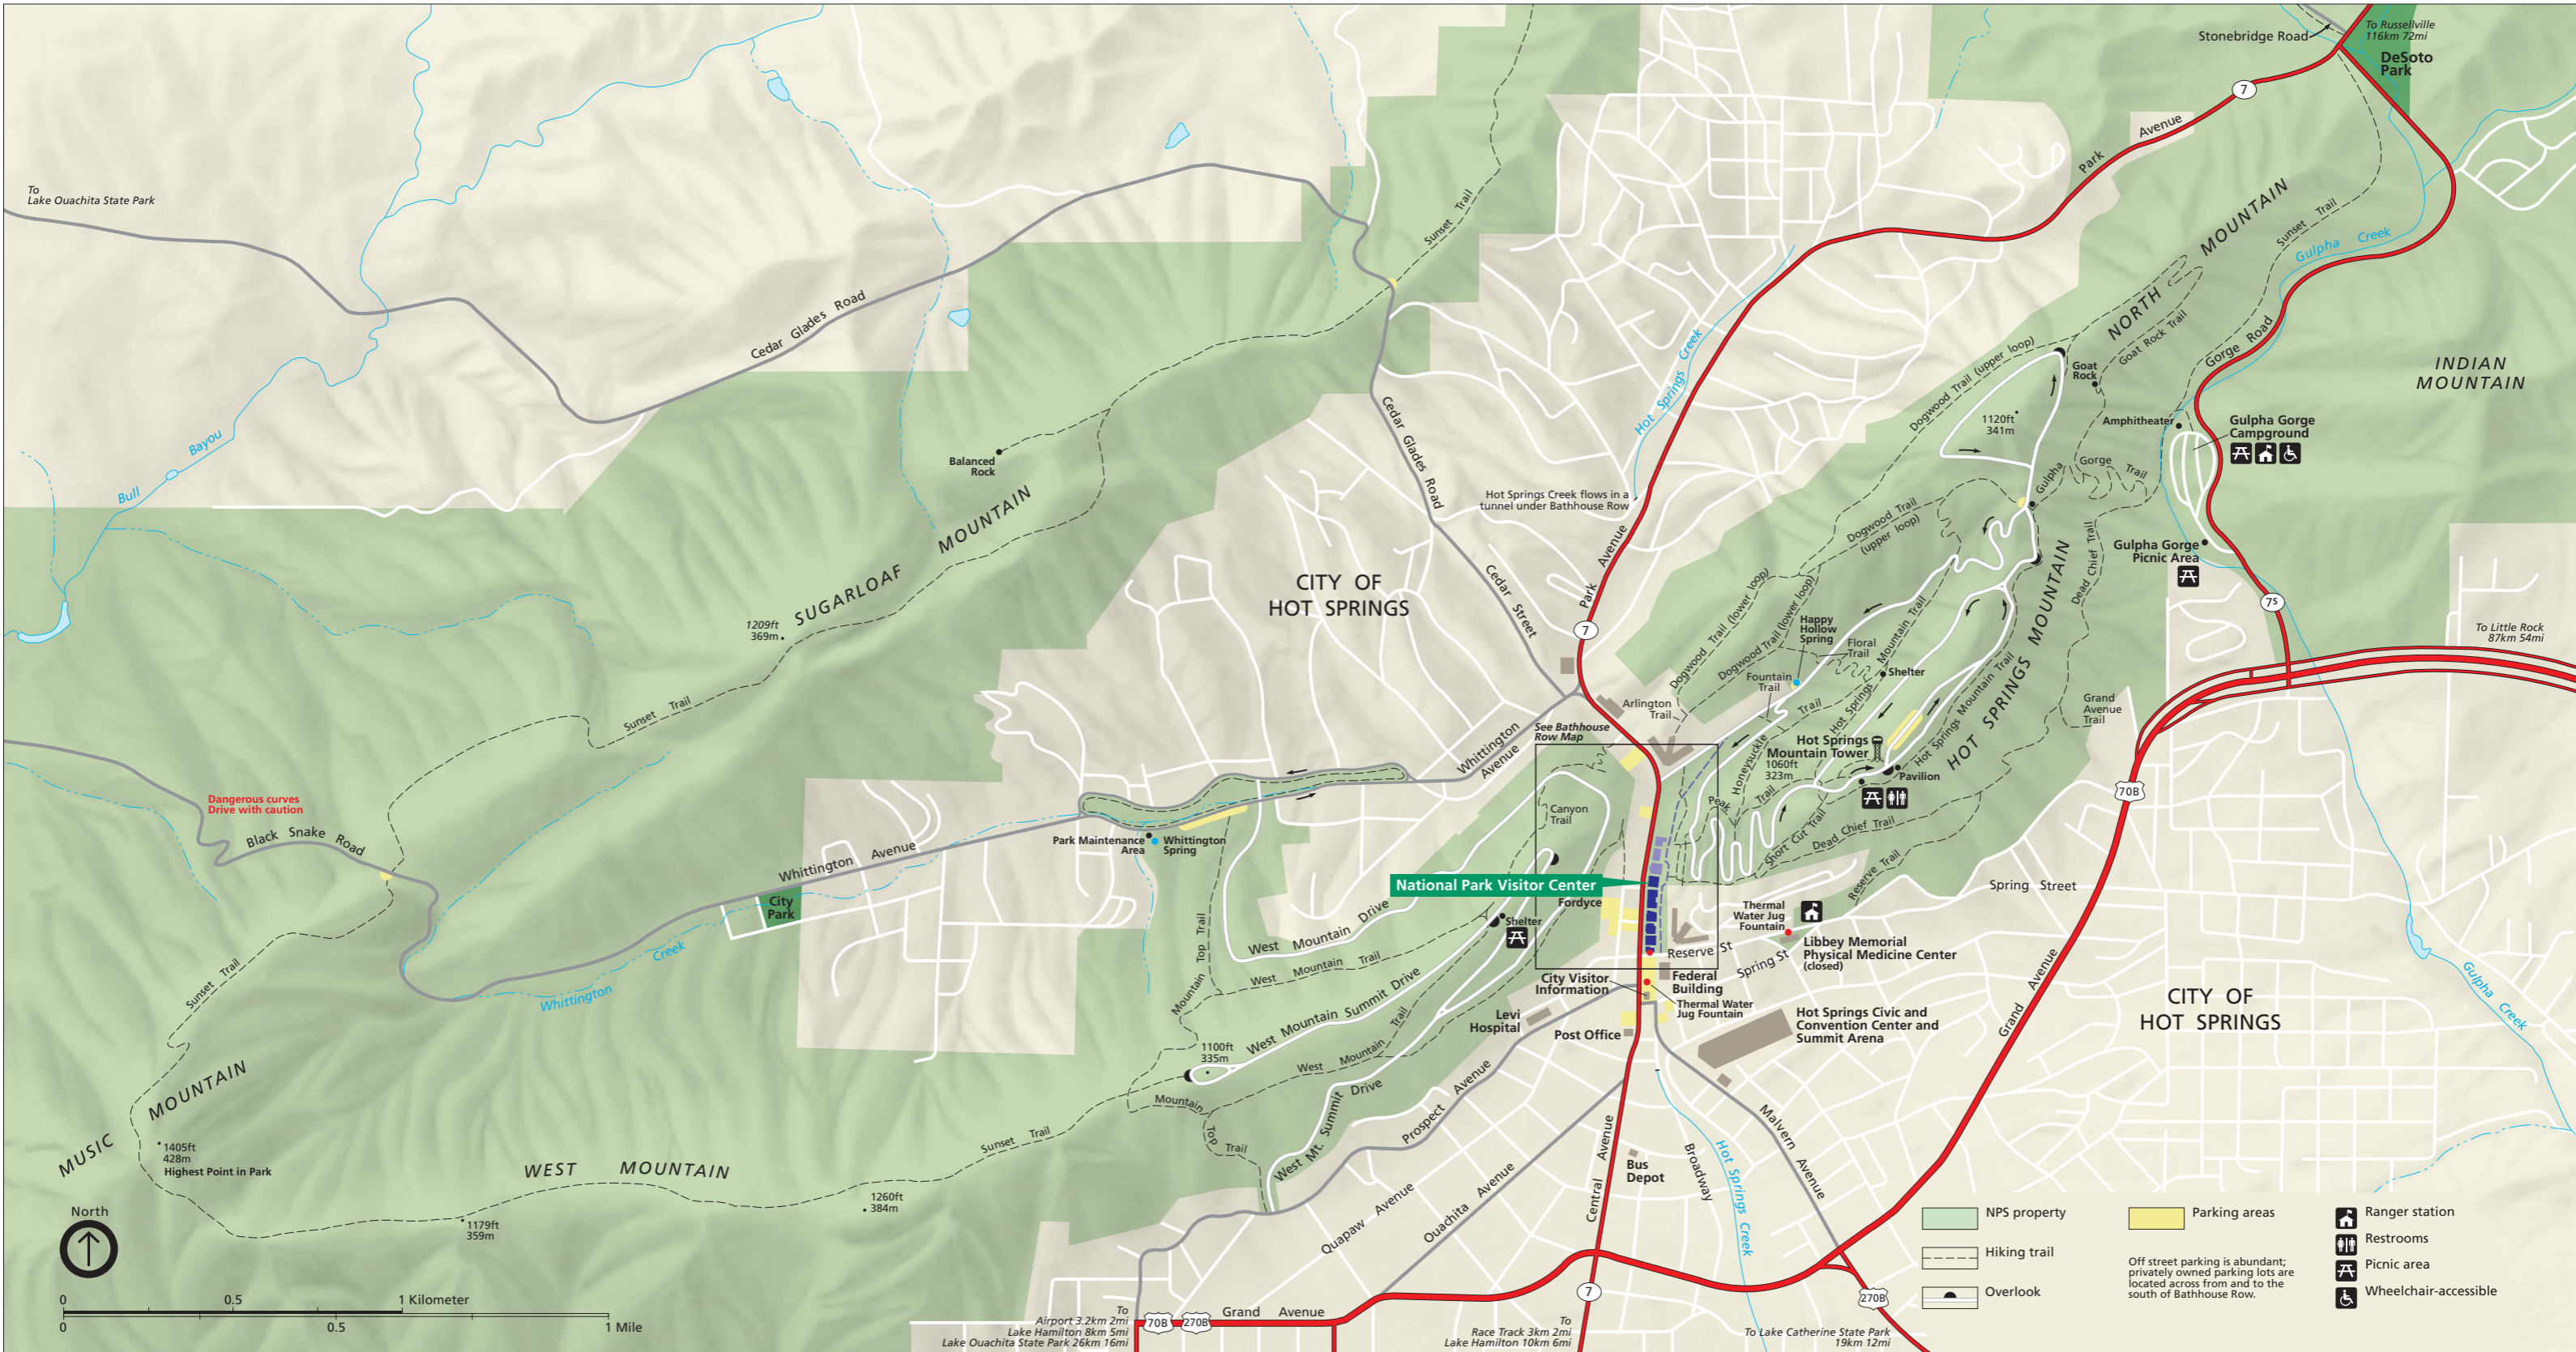 To Russellville
116km 72mi
Stonebridge Road
DeSoto
Park
7
Park
Avenue
To
Lake Ouachita State Park
Sunset Trail
NORTH
MOUNTAIN
Sunset Trail
Gulpha Creek
Cedar Glades Road
Hot Springs Creek
Dogwood Trail (upper loop)
Goat
Rock
Goat Rock Trail
Gorge Road
INDIAN
MOUNTAIN
1120ft
341m
Amphitheater
Gulpha Gorge
Campground
Bull
Bayou
Balanced
Rock
Cedar Glades Road
Hot Springs Creek flows in a
tunnel under Bathhouse Row
Gulpha
Gorge
Trail
Dogwood Trail
(upper loop)
SUGARLOAF
MOUNTAIN
1209ft
369m
CITY OF
HOT SPRINGS
Cedar Street
Park Avenue
7
Dead Chief Trail
Gulpha Gorge
Picnic Area
7S
To Little Rock
87km 54mi
Dogwood Trail (lower loop)
Dogwood Trail (lower loop)
Happy
Hollow
Spring
Floral
Trail
Fountain
Trail
Hot Springs Mountain Trail
Shelter
Hot Springs Mountain Trail
HOT SPRINGS MOUNTAIN
Grand
Avenue
Trail
Sunset Trail
Arlington
Trail
See Bathhouse
Row Map
Honeysuckle Trail
Hot Springs
Mountain Tower
1060ft
323m
Pavilion
Whittington
Avenue
70B
Dangerous curves
Drive with caution
Black Snake Road
Whittington Avenue
Park Maintenance
Area
Whittington
Spring
Canyon
Trail
Peak Trail
Short Cut Trail
Dead Chief Trail
Reserve Trail
National Park Visitor Center
Fordyce
City
Park
Spring Street
Thermal
Water Jug
Fountain
Shelter
West Mountain Drive
Mountain Top Trail
West Mountain Trail
Reserve St
Spring St
Libbey Memorial
Physical Medicine Center
(closed)
Whittington Creek
Sunset Trail
City Visitor
Information
Federal
Building
Thermal Water
Jug Fountain
Grand Avenue
CITY OF
HOT SPRINGS
Gulpha Creek
Levi
Hospital
Post Office
Hot Springs Civic and
Convention Center and
Summit Arena
West Mountain Summit Drive
1100ft
335m
West Mountain Trail
MUSIC MOUNTAIN
1405ft
428m
Highest Point in Park
Mountain
Top
Trail
West Mt. Summit Drive
Prospect Avenue
Sunset Trail
WEST MOUNTAIN
1260ft
384m
1179ft
359m
Malvern Avenue
Bus
Depot
Broadway
Hot Springs Creek
Central Avenue
Quapaw Avenue
Ouachita Avenue
North
0 0.5 1 Kilometer
0 0.5 1 Mile
To
Airport 3.2km 2mi
Lake Hamilton 8km 5mi
Lake Ouachita State Park 26km 16mi
70B
270B
Grand Avenue
To
Race Track 3km 2mi
Lake Hamilton 10km 6mi
7
To Lake Catherine State Park
19km 12mi
270B
NPS property
Hiking trail
Overlook
Parking areas
Off street parking is abundant;
privately owned parking lots are
located across from and to the
south of Bathhouse Row.
Ranger station
Restrooms
Picnic area
Wheelchair-accessible